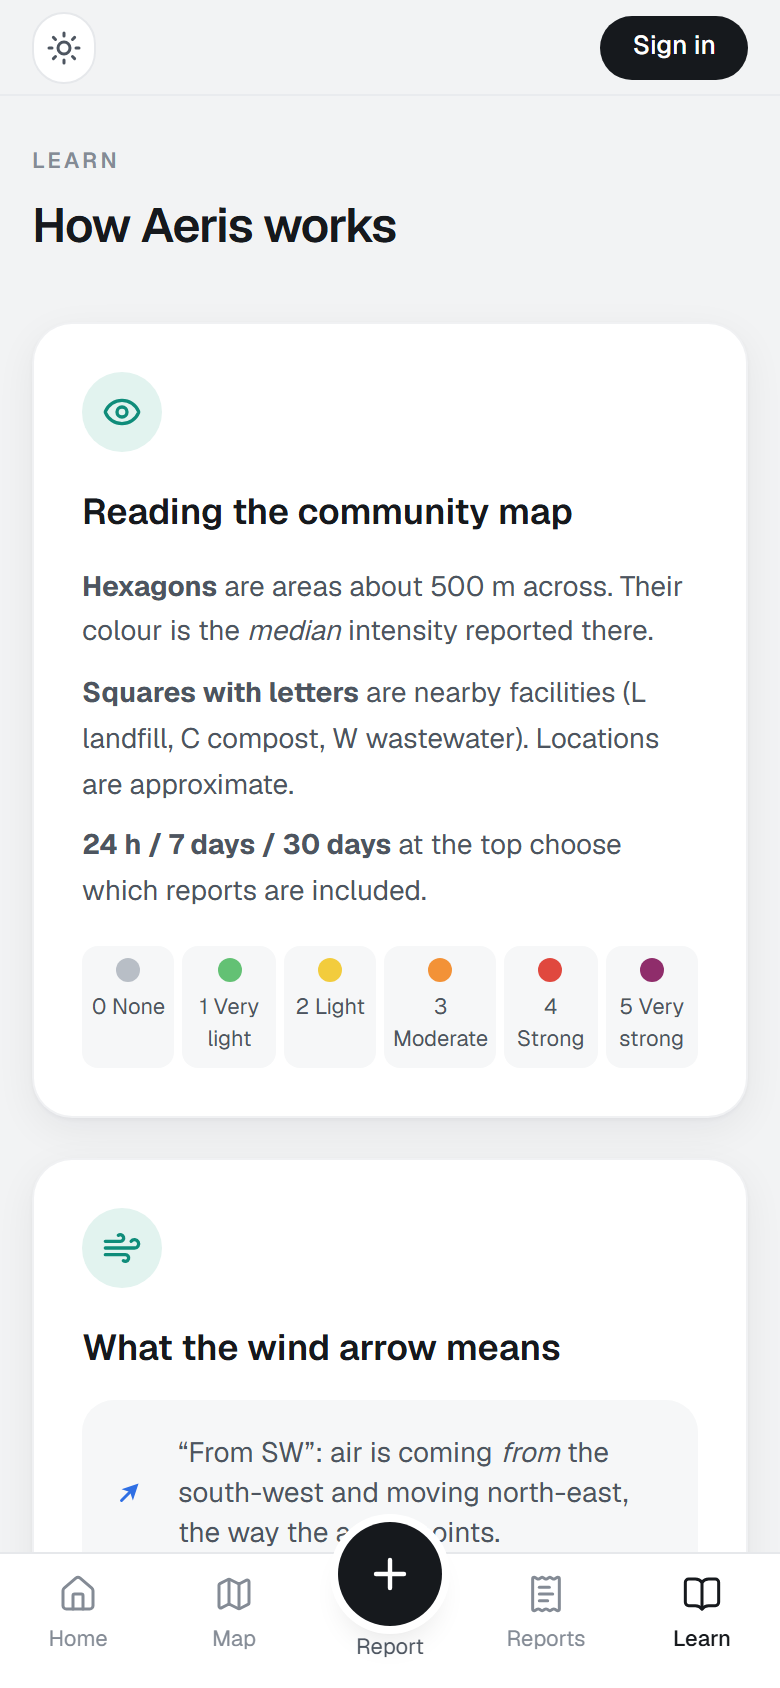 Sign in
LEARN
How Aeris works
Reading the community map
Hexagons are areas about 500 m across. Their
colour is the median intensity reported there.
Squares with letters are nearby facilities (L
landfill, C compost, W wastewater). Locations
are approximate.
24 h / 7 days / 30 days at the top choose
which reports are included.
0 None
1 Very
light
2 Light
3
Moderate
4
Strong
5 Very
strong
What the wind arrow means
“From SW”: air is coming from the
south-west and moving north-east,
the way the
Home
Map
Report
Reports
Learn